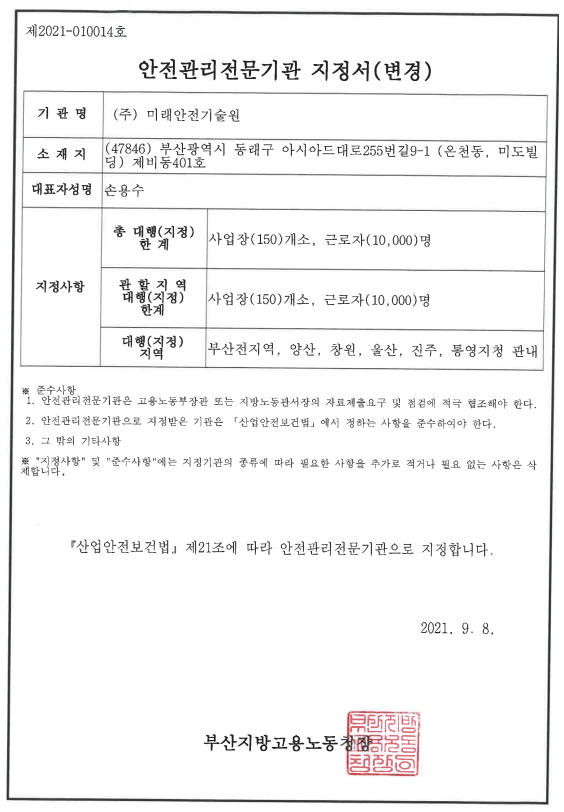 제2021-010014호
안전관리전문기관 지정서(변경)
기 관 명
(주) 미래안전기술원
소 재 지
(47846) 부산광역시 동래구 아시아드대로255번길9-1 (온천동, 미도빌
딩) 제비동401호
대표자성명
손용수
지정사항
총 대행(지정)
한 계
사업장(150)개소, 근로자(10,000)명
관 할 지 역
대행(지정)
한계
사업장(150)개소, 근로자(10,000)명
대행(지정)
지역
부산전지역, 양산, 창원, 울산, 진주, 통영지청 관내
※ 준수사항
1. 안전관리전문기관은 고용노동부장관 또는 지방노동관서장의 자료제출요구 및 점검에 적극 협조해야 한다.
2. 안전관리전문기관으로 지정받은 기관은 「산업안전보건법」에서 정하는 사항을 준수하여야 한다.
3. 그 밖의 기타사항
※ "지정사항" 및 "준수사항"에는 지정기관의 종류에 따라 필요한 사항을 추가로 적거나 필요 없는 사항은 삭
제합니다.
『산업안전보건법』 제21조에 따라 안전관리전문기관으로 지정합니다.
2021. 9. 8.
부산지방고용노동청장